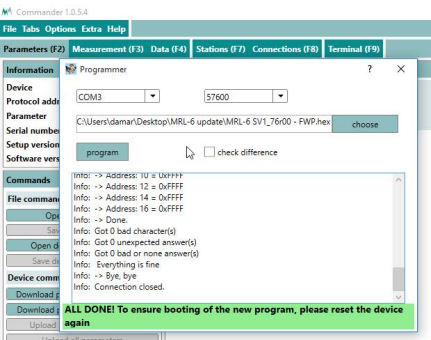 Commander 1.0.5.4
File Tabs Options Extra Help
Parameters (F2) Measurement (F3) Data (F4) Stations (F7) Connections (F8) Terminal (F9)
Information
Device
Protocol addr
Parameter
Serial number
Setup version
Software vers
Commands
File comman
Ope
Sav
Open d
Save de
Device comm
Download p
Download p
Upload
Upload all parameters
Programmer
? X
COM3
57600
C:\Users\damar\Desktop\MRL-6 update\MRL-6 SV1_76r00 - FWP.hex
choose
program
check difference
Info: -> Address: 10 = 0xFFFF
Info: -> Address: 12 = 0xFFFF
Info: -> Address: 14 = 0xFFFF
Info: -> Address: 16 = 0xFFFF
Info: -> Done.
Info: Got 0 bad character(s)
Info: Got 0 unexpected answer(s)
Info: Got 0 bad or none answer(s)
Info: Everything is fine
Info: -> Bye, bye
Info: Connection closed.
ALL DONE! To ensure booting of the new program, please reset the device
again